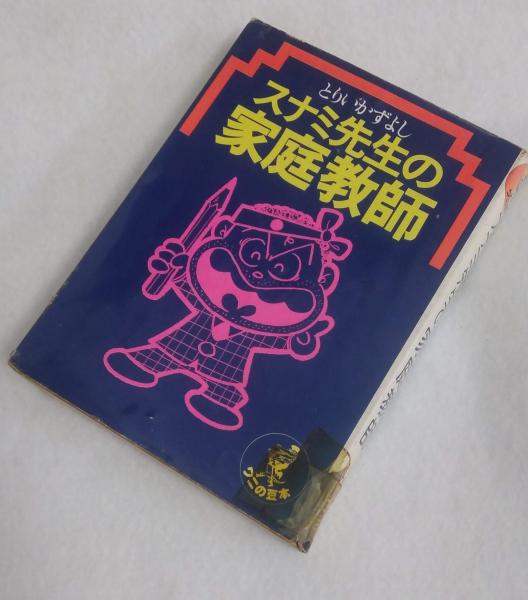 とりいかずよし
スナミ先生の
家庭教師
ワニの豆本